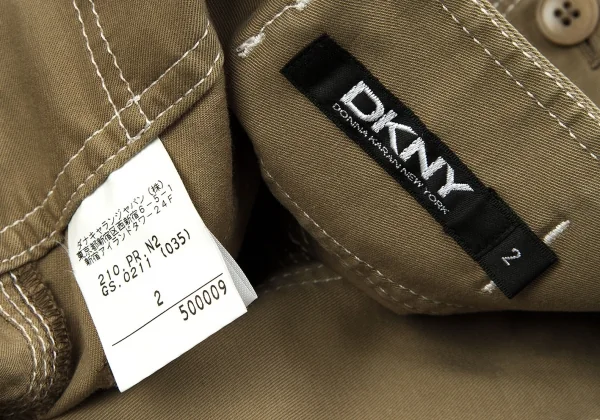 ダナキャランジャパン(株)
東京都新宿区西新宿6-5-1
新宿アイランドタワー24F
210 PR N2
GS.0211 (035)
2
500009
DKNY
DONNA KARAN NEW YORK
2